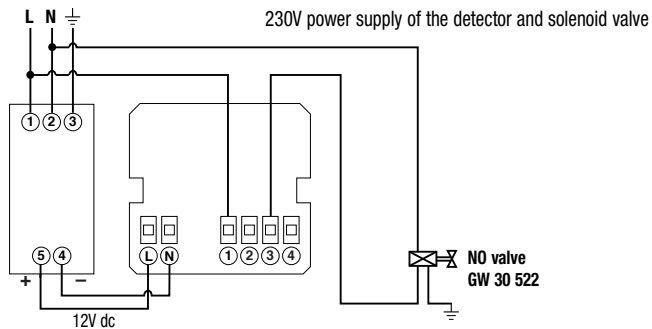 L N
230V power supply of the detector and solenoid valve
1 2 3
5 4
+ −
L N
1 2 3 4
12V dc
NO valve
GW 30 522